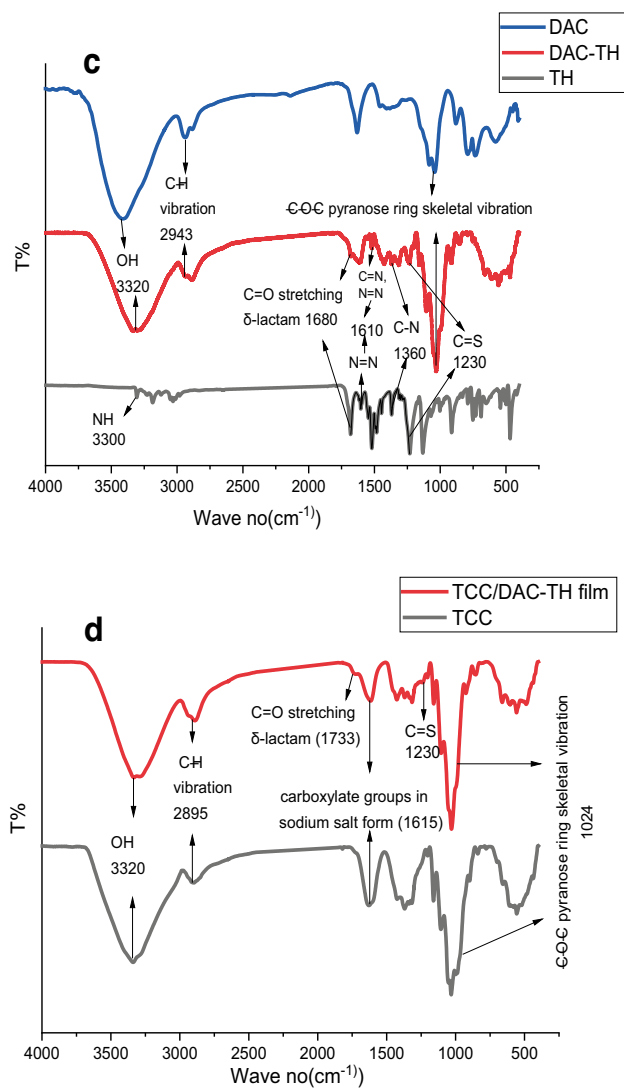 c
DAC
DAC-TH
TH
T%
C-H
vibration
2943
C-O-C pyranose ring skeletal vibration
OH
3320
C=O stretching
δ-lactam 1680
C=N,
N=N
1610
N=N
C-N
1360
C=S
1230
NH
3300
4000 3500 3000 2500 2000 1500 1000 500
Wave no(cm⁻¹)
d
TCC/DAC-TH film
TCC
T%
C=O stretching
δ-lactam (1733)
C=S
1230
C-H
vibration
2895
carboxylate groups in
sodium salt form (1615)
OH
3320
C-O-C pyranose ring skeletal vibration
1024
4000 3500 3000 2500 2000 1500 1000 500
Wave no(cm⁻¹)